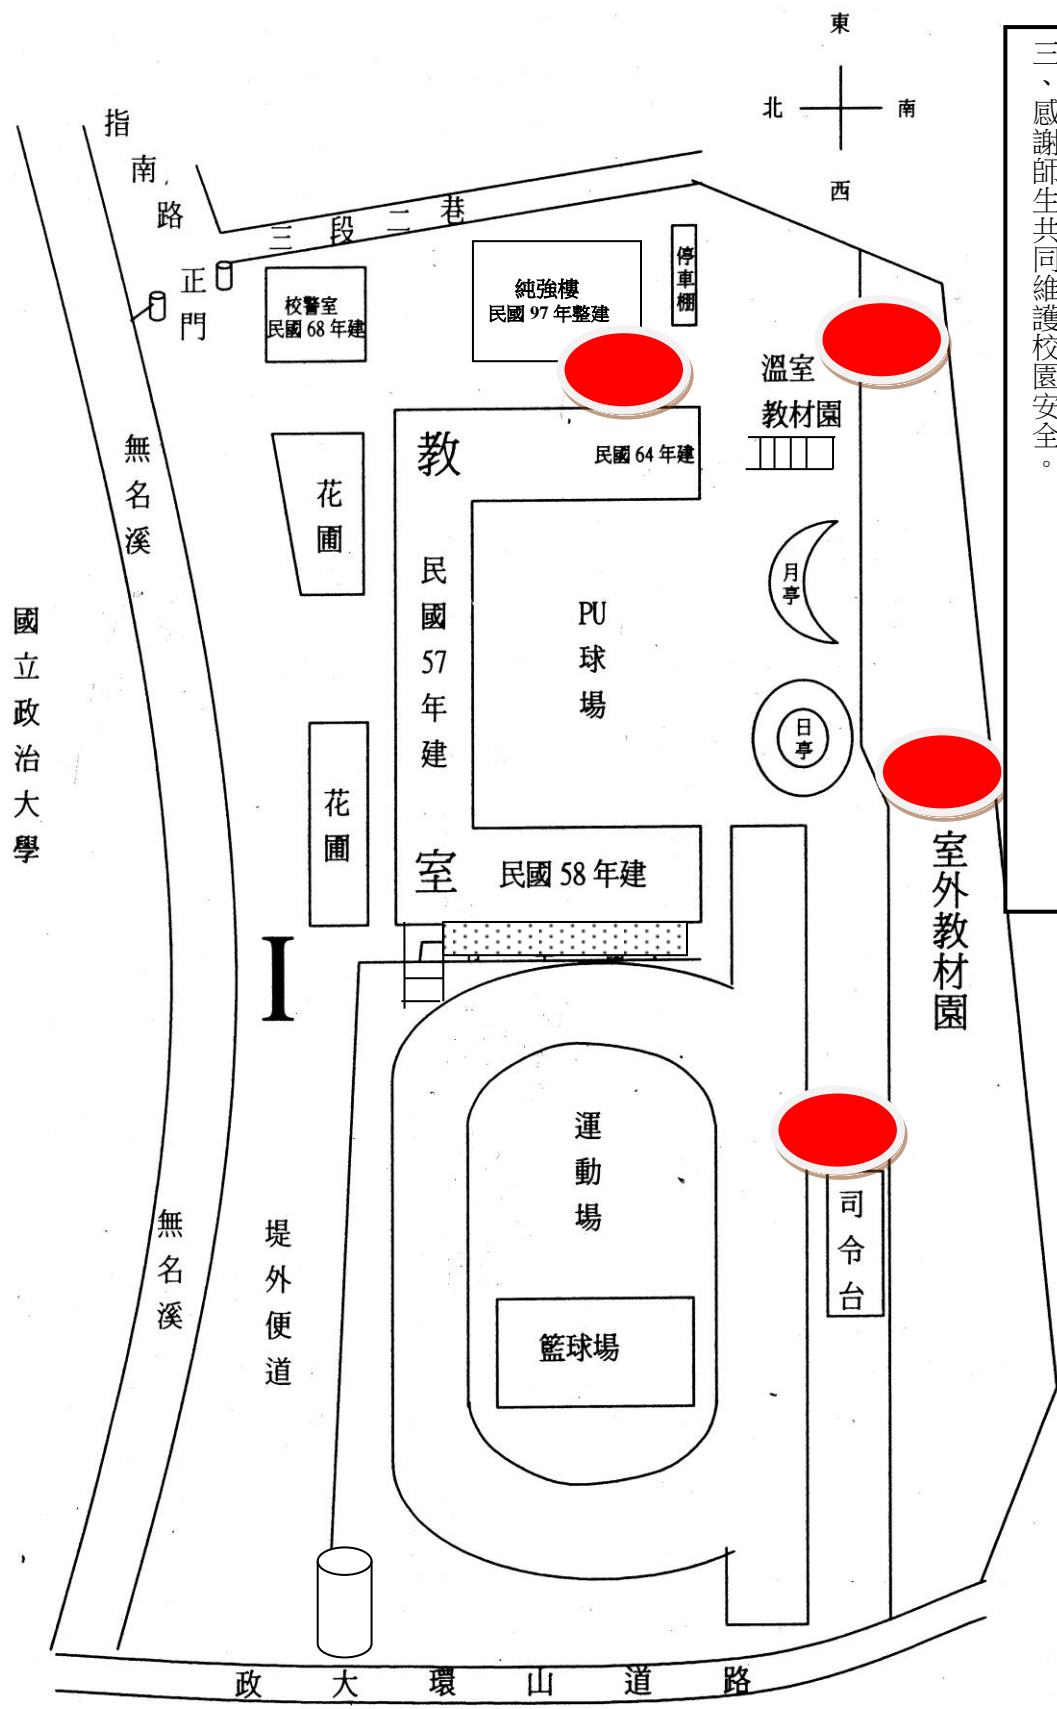 東
北
南
西
三、感謝師生共同維護校園安全。
指南路
三段二巷
正門
校警室
民國 68 年建
純強樓
民國 97 年整建
停車棚
溫室
教材園
無名溪
花圃
教
民國 64 年建
民國57年建
PU球場
月亭
日亭
國立政治大學
花圃
室
民國 58 年建
室外教材園
I
運動場
司令台
無名溪
堤外便道
籃球場
政大環山道路